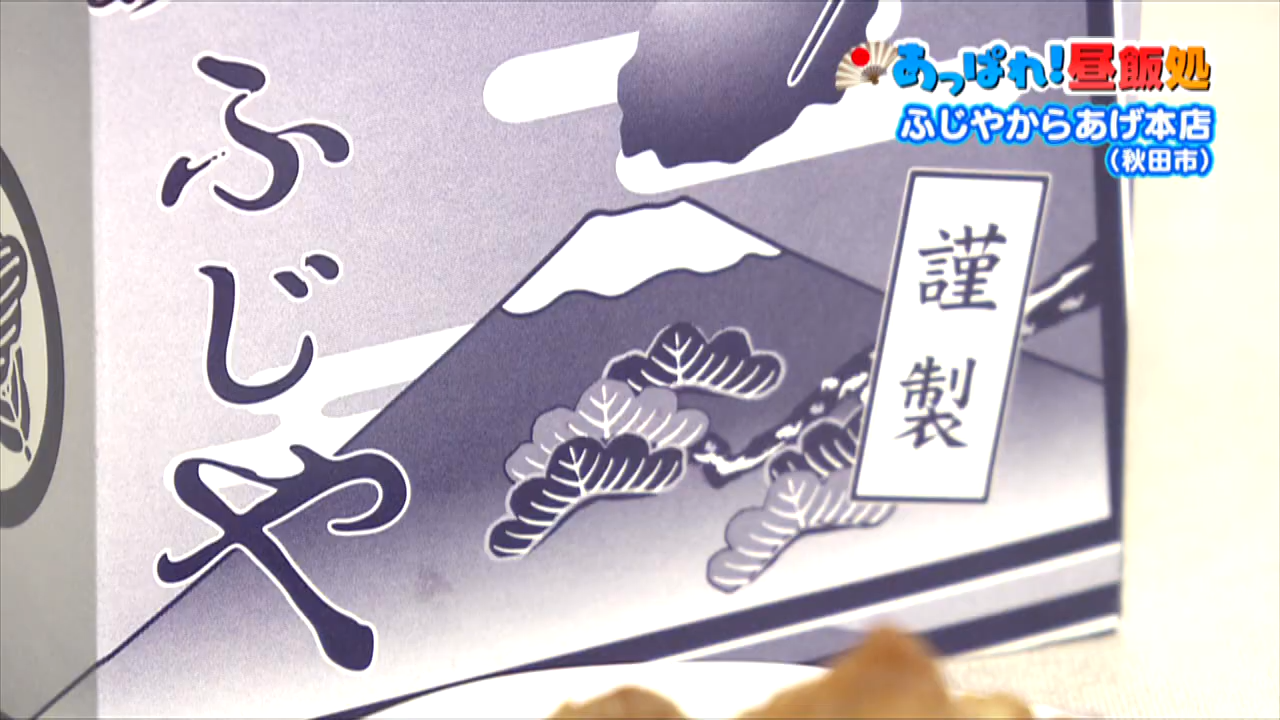 あっぱれ!昼飯処
ふじやからあげ本店
(秋田市)
ふじや
謹製